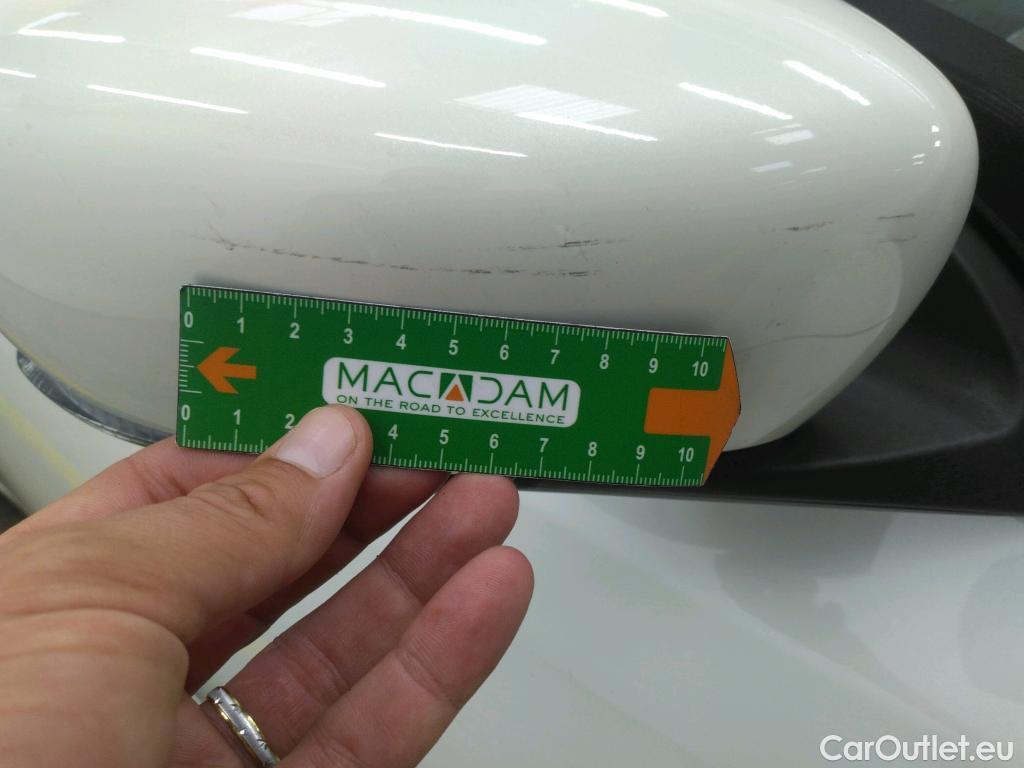 0 1 2 3 4 5 6 7 8 9 10
MACADAM
ON THE ROAD TO EXCELLENCE
0 1 2 4 5 6 7 8 9 10
CarOutlet.eu